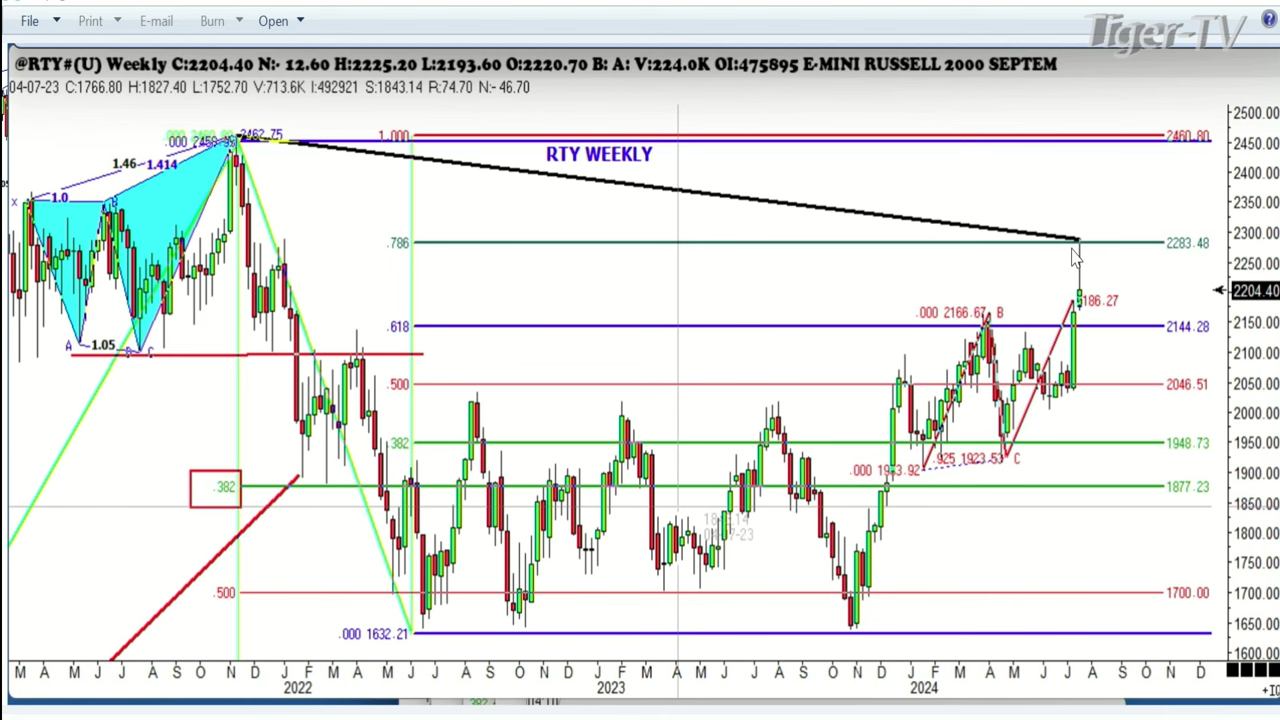 File Print E-mail Burn Open
Tiger-TV
@RTY#(U) Weekly C:2204.40 N:- 12.60 H:2225.20 L:2193.60 O:2220.70 B: A: V:224.0K OI:475895 E-MINI RUSSELL 2000 SEPTEM
04-07-23 C:1766.80 H:1827.40 L:1752.70 V:713.6K I:492921 S:1843.14 R:74.70 N:-46.70
2500.00
.000 2462.75 1.000 2460.80
2450.00
RTY WEEKLY
1.46 1.414
2400.00
X 1.0 B
2350.00
2300.00
.786 2283.48
2250.00
2204.40
.000 2166.67 B 186.27
2150.00
.618 2144.28
A 1.05 C
2100.00
.500 2046.51
2050.00
2000.00
.382 1948.73
1950.00
.925 1923.53 C
.000 1923.92
1900.00
.382 1877.23
1850.00
1800.00
1750.00
.500 1700.00
1700.00
.000 1632.21
1650.00
1600.00
M A M J J A S O N D F M A M J J A S O N D F M A M J J A S O N D F M A M J J A S O N D
2022 2023 2024